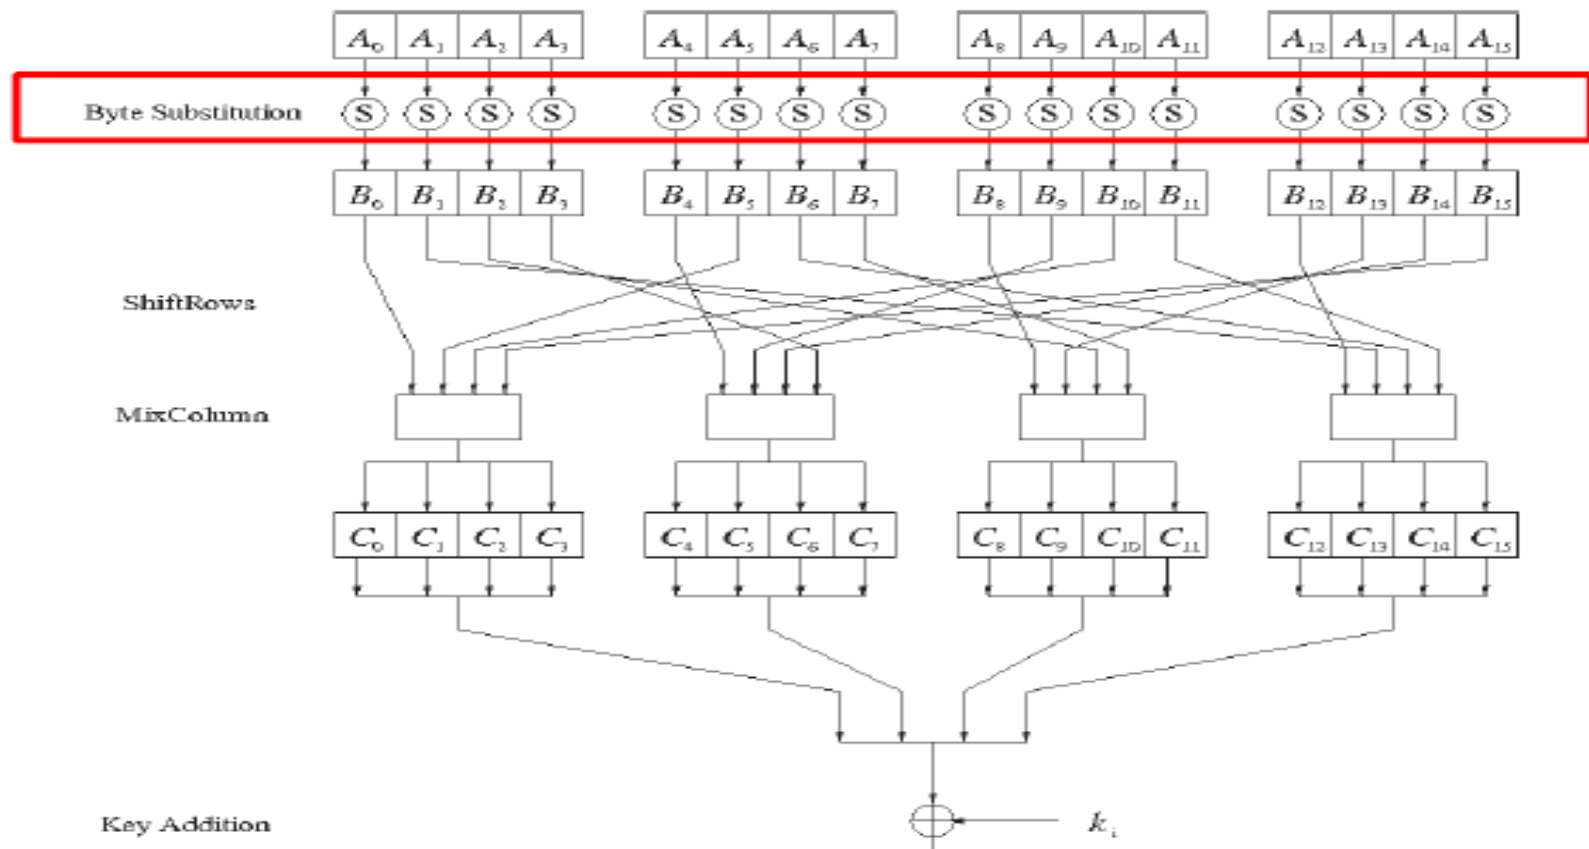 A₀ A₁ A₂ A₃ A₄ A₅ A₆ A₇ A₈ A₉ A₁₀ A₁₁ A₁₂ A₁₃ A₁₄ A₁₅
Byte Substitution S S S S S S S S S S S S S S S S
B₀ B₁ B₂ B₃ B₄ B₅ B₆ B₇ B₈ B₉ B₁₀ B₁₁ B₁₂ B₁₃ B₁₄ B₁₅
ShiftRows
MixColumn
C₀ C₁ C₂ C₃ C₄ C₅ C₆ C₇ C₈ C₉ C₁₀ C₁₁ C₁₂ C₁₃ C₁₄ C₁₅
Key Addition kᵢ